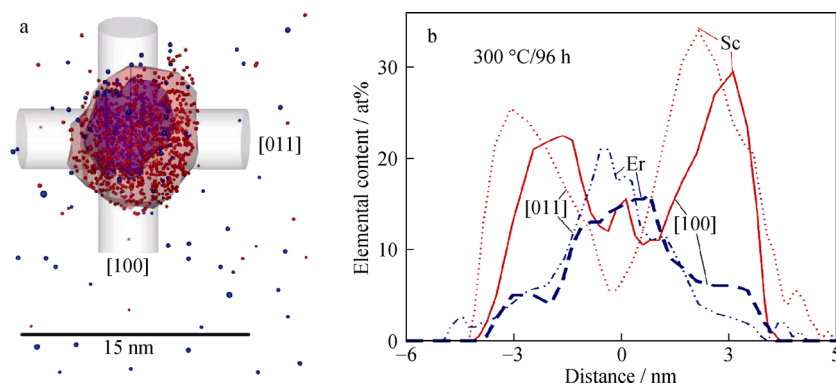 a
[011]
[100]
15 nm
b
300 °C/96 h
Sc
Er
[011]
[100]
Elemental content / at%
30
20
10
0
−6
−3
0
3
5
Distance / nm